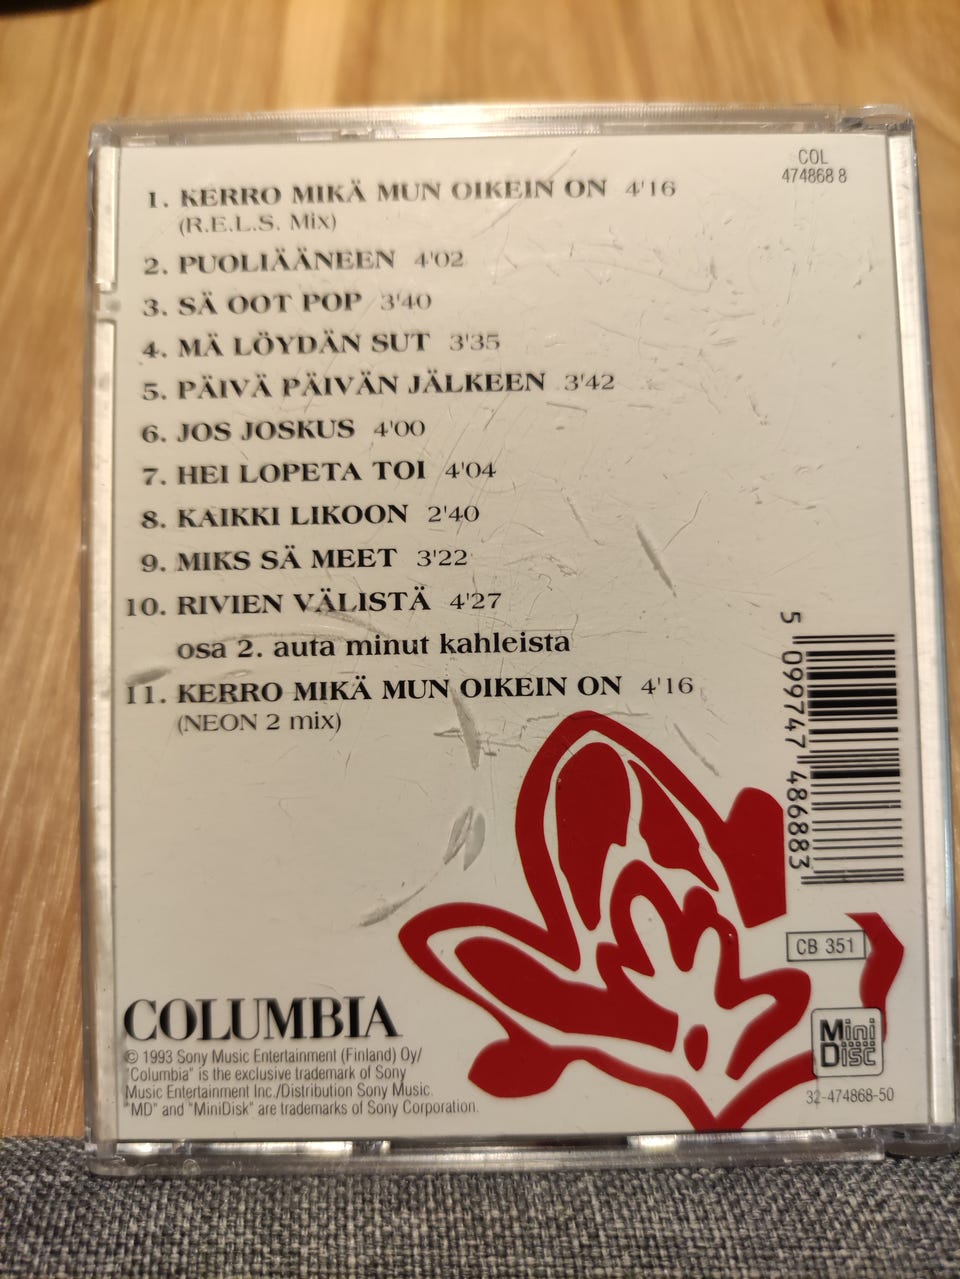 COL
474868 8
1. KERRO MIKÄ MUN OIKEIN ON 4'16
(R.E.L.S. Mix)
2. PUOLIÄÄNEEN 4'02
3. SÄ OOT POP 3'40
4. MÄ LÖYDÄN SUT 3'35
5. PÄIVÄ PÄIVÄN JÄLKEEN 3'42
6. JOS JOSKUS 4'00
7. HEI LOPETA TOI 4'04
8. KAIKKI LIKOON 2'40
9. MIKS SÄ MEET 3'22
10. RIVIEN VÄLISTÄ 4'27
osa 2. auta minut kahleista
11. KERRO MIKÄ MUN OIKEIN ON 4'16
(NEON 2 mix)
5 099747 486883
CB 351
COLUMBIA
© 1993 Sony Music Entertainment (Finland) Oy/
"Columbia" is the exclusive trademark of Sony
Music Entertainment Inc./Distribution Sony Music.
"MD" and "MiniDisk" are trademarks of Sony Corporation.
Mini
Disc
32-474868-50